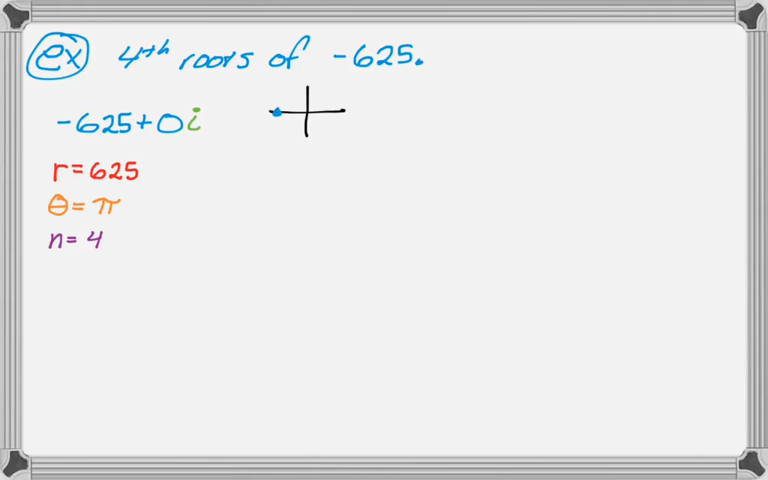 ex 4th roots of -625.
-625+0i
r=625
θ=π
n=4